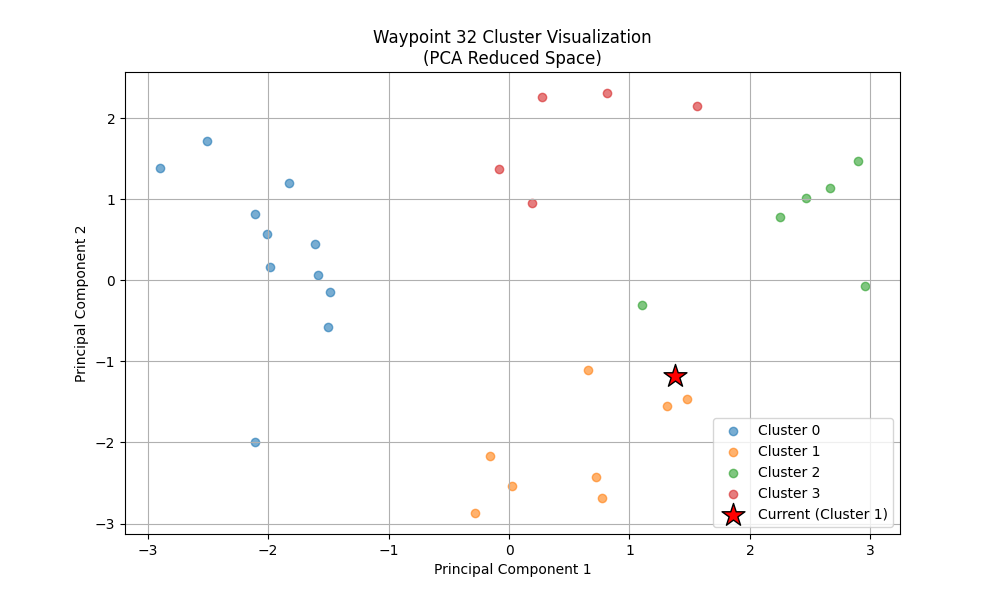 Waypoint 32 Cluster Visualization
(PCA Reduced Space)
Principal Component 2
2
1
0
−1
−2
−3
−3
−2
−1
0
1
2
3
Principal Component 1
Cluster 0
Cluster 1
Cluster 2
Cluster 3
Current (Cluster 1)